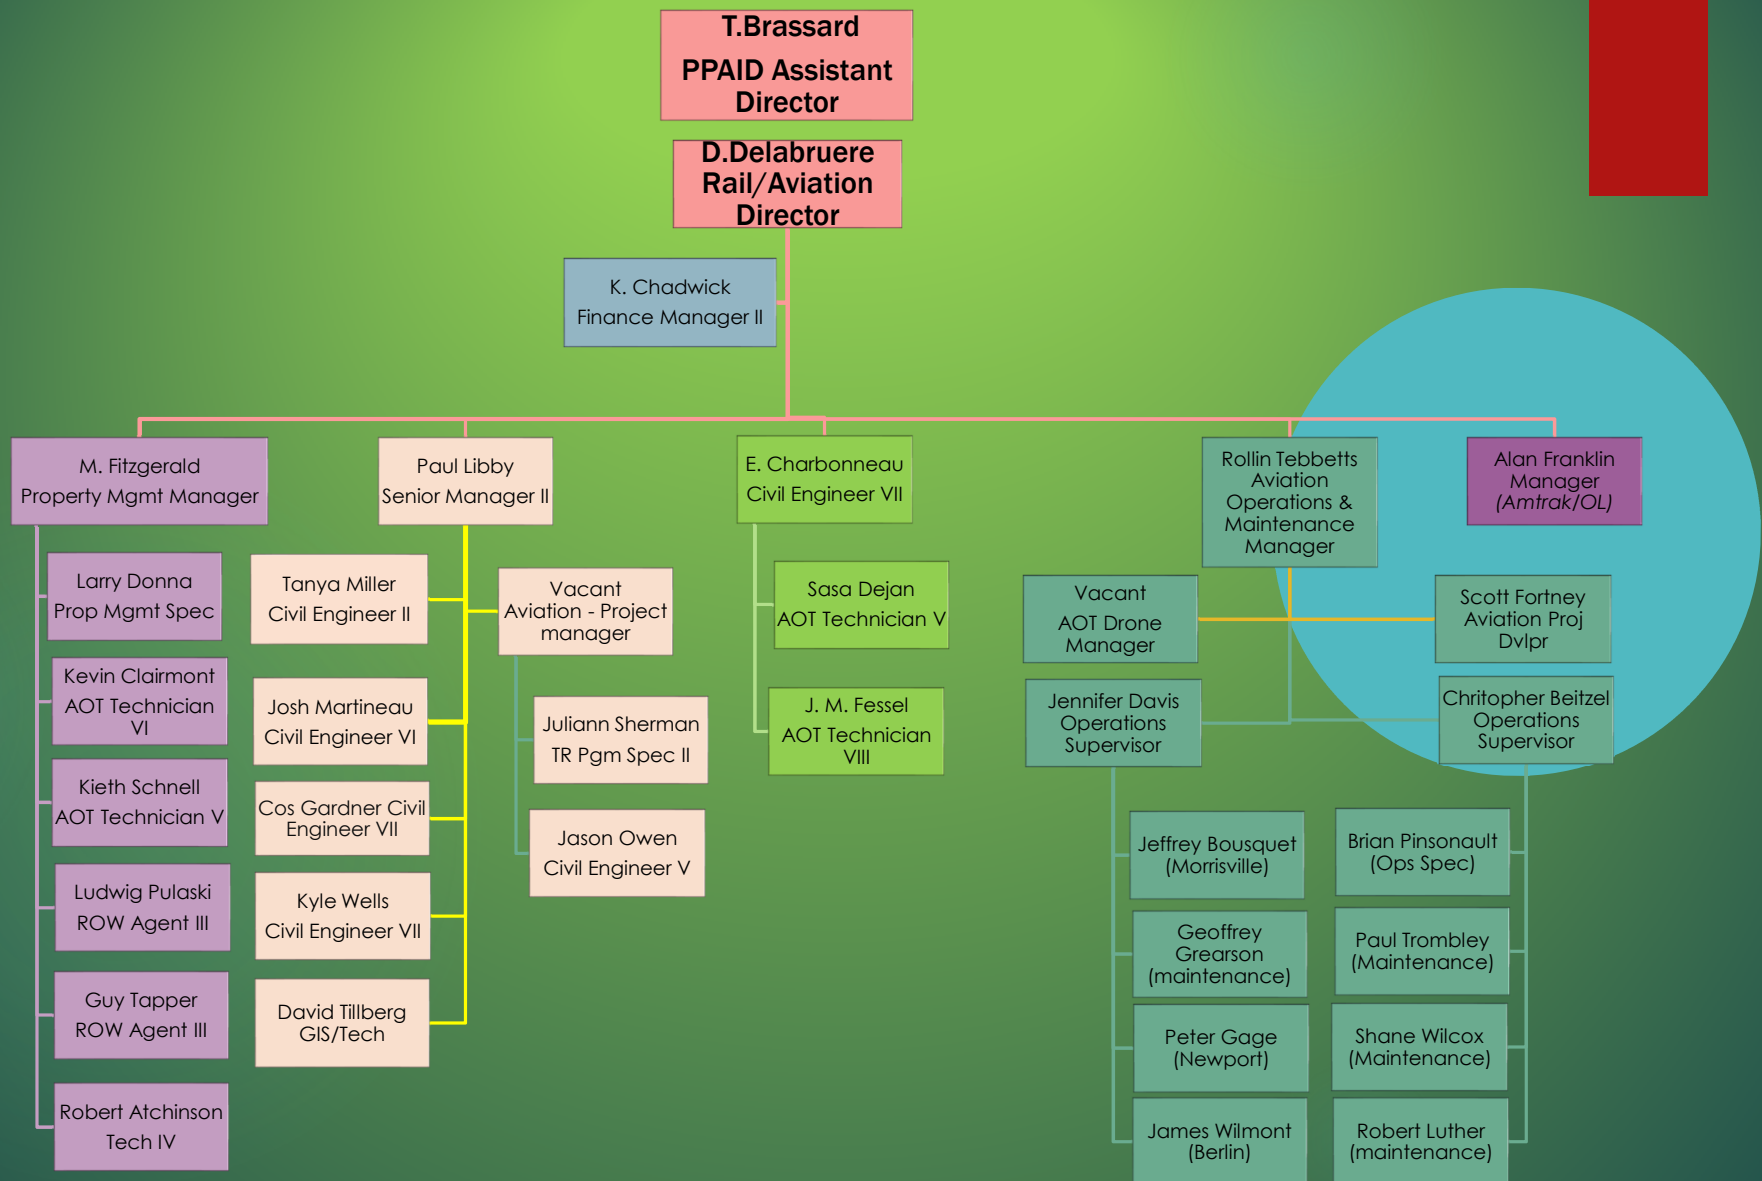 T.Brassard
PPAID Assistant
Director
D.Delabruere
Rail/Aviation
Director
K. Chadwick
Finance Manager II
M. Fitzgerald
Property Mgmt Manager
Larry Donna
Prop Mgmt Spec
Kevin Clairmont
AOT Technician
VI
Kieth Schnell
AOT Technician V
Ludwig Pulaski
ROW Agent III
Guy Tapper
ROW Agent III
Robert Atchinson
Tech IV
Paul Libby
Senior Manager II
Tanya Miller
Civil Engineer II
Josh Martineau
Civil Engineer VI
Cos Gardner Civil
Engineer VII
Kyle Wells
Civil Engineer VII
David Tillberg
GIS/Tech
Vacant
Aviation - Project
manager
Juliann Sherman
TR Pgm Spec II
Jason Owen
Civil Engineer V
E. Charbonneau
Civil Engineer VII
Sasa Dejan
AOT Technician V
J. M. Fessel
AOT Technician
VIII
Rollin Tebbetts
Aviation
Operations &
Maintenance
Manager
Vacant
AOT Drone
Manager
Scott Fortney
Aviation Proj
Dvlpr
Jennifer Davis
Operations
Supervisor
Jeffrey Bousquet
(Morrisville)
Geoffrey
Grearson
(maintenance)
Peter Gage
(Newport)
James Wilmont
(Berlin)
Chritopher Beitzel
Operations
Supervisor
Brian Pinsonault
(Ops Spec)
Paul Trombley
(Maintenance)
Shane Wilcox
(Maintenance)
Robert Luther
(maintenance)
Alan Franklin
Manager
(Amtrak/OL)